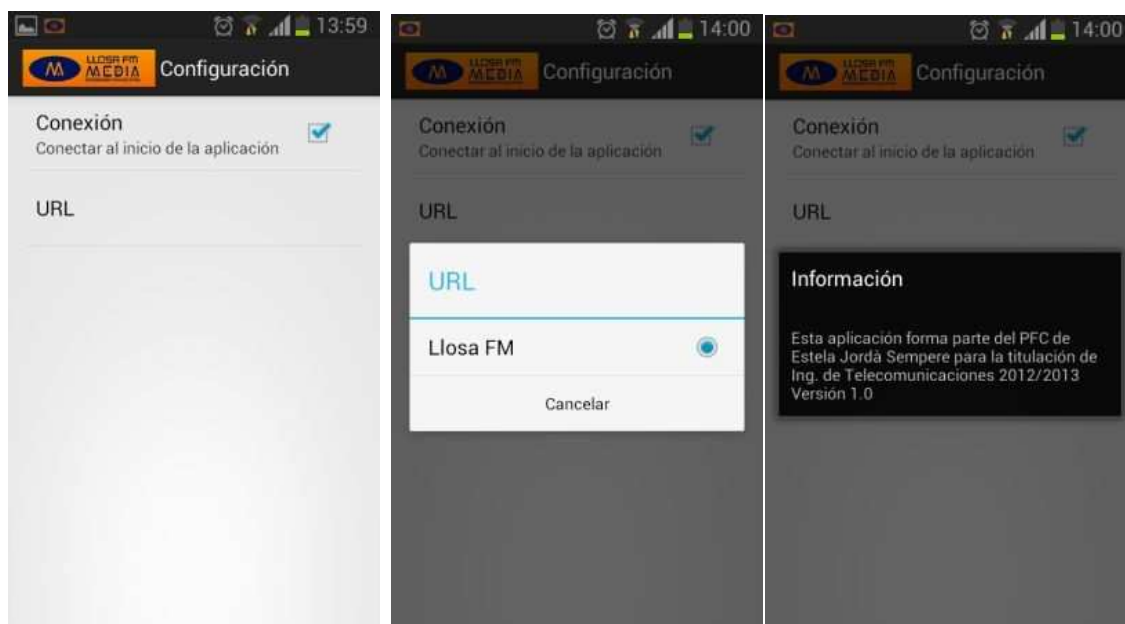 13:59
LLOSA FM
MEDIA
Configuración
Conexión
Conectar al inicio de la aplicación
URL
14:00
LLOSA FM
MEDIA
Configuración
Conexión
Conectar al inicio de la aplicación
URL
URL
Llosa FM
Cancelar
14:00
LLOSA FM
MEDIA
Configuración
Conexión
Conectar al inicio de la aplicación
URL
Información
Esta aplicación forma parte del PFC de
Estela Jordà Sempere para la titulación de
Ing. de Telecomunicaciones 2012/2013
Versión 1.0